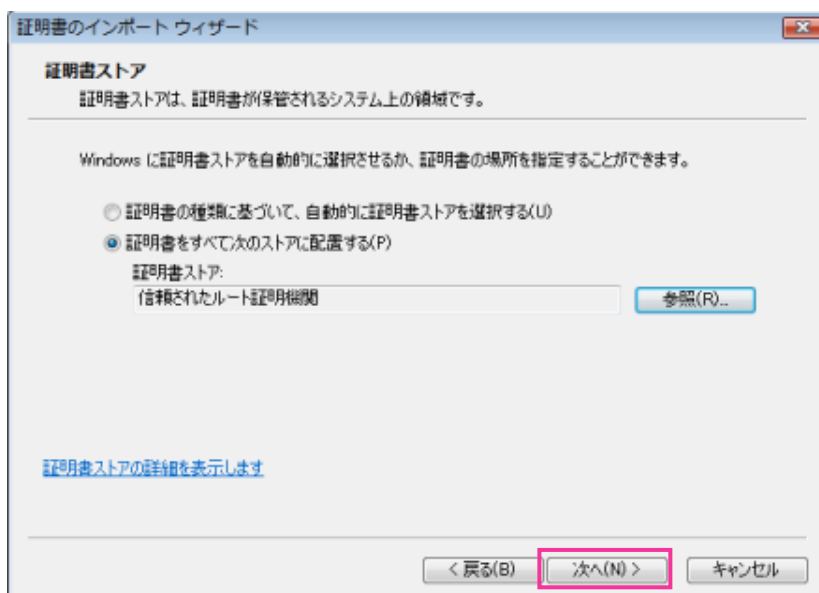 証明書のインポート ウィザード
証明書ストア
証明書ストアは、証明書が保管されるシステム上の領域です。
Windows に証明書ストアを自動的に選択させるか、証明書の場所を指定することができます。
証明書の種類に基づいて、自動的に証明書ストアを選択する(U)
証明書をすべて次のストアに配置する(P)
証明書ストア:
信頼されたルート証明機関
参照(R)...
証明書ストアの詳細を表示します
< 戻る(B)
次へ(N) >
キャンセル